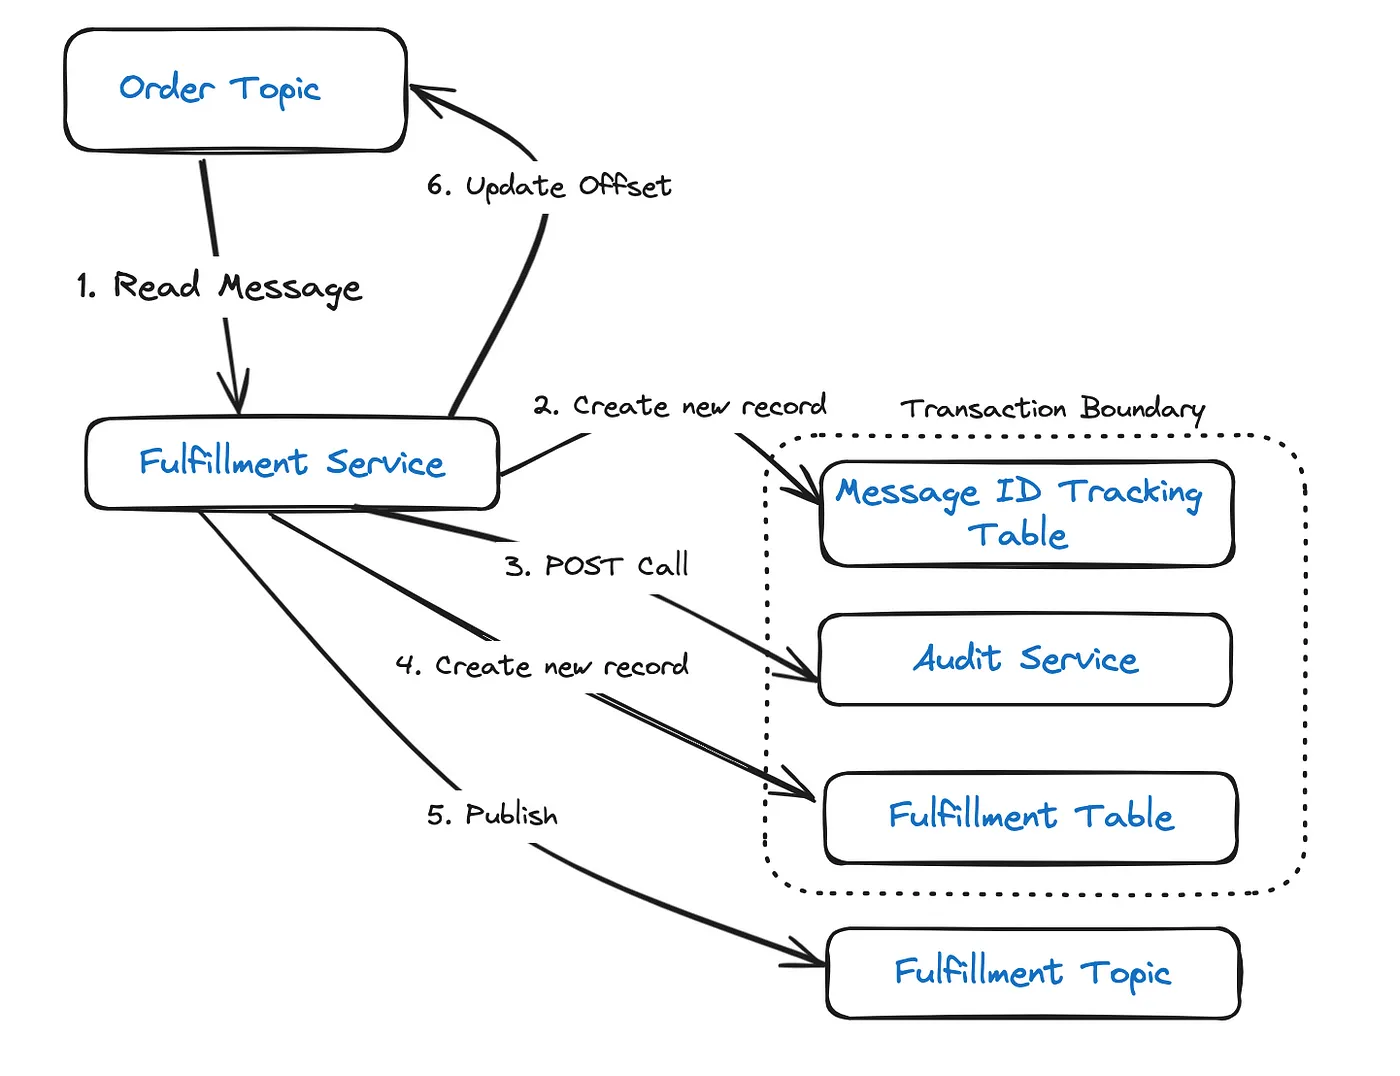 Order Topic
6. Update Offset
1. Read Message
2. Create new record
Transaction Boundary
Fulfillment Service
Message ID Tracking
Table
3. POST Call
Audit Service
4. Create new record
Fulfillment Table
5. Publish
Fulfillment Topic